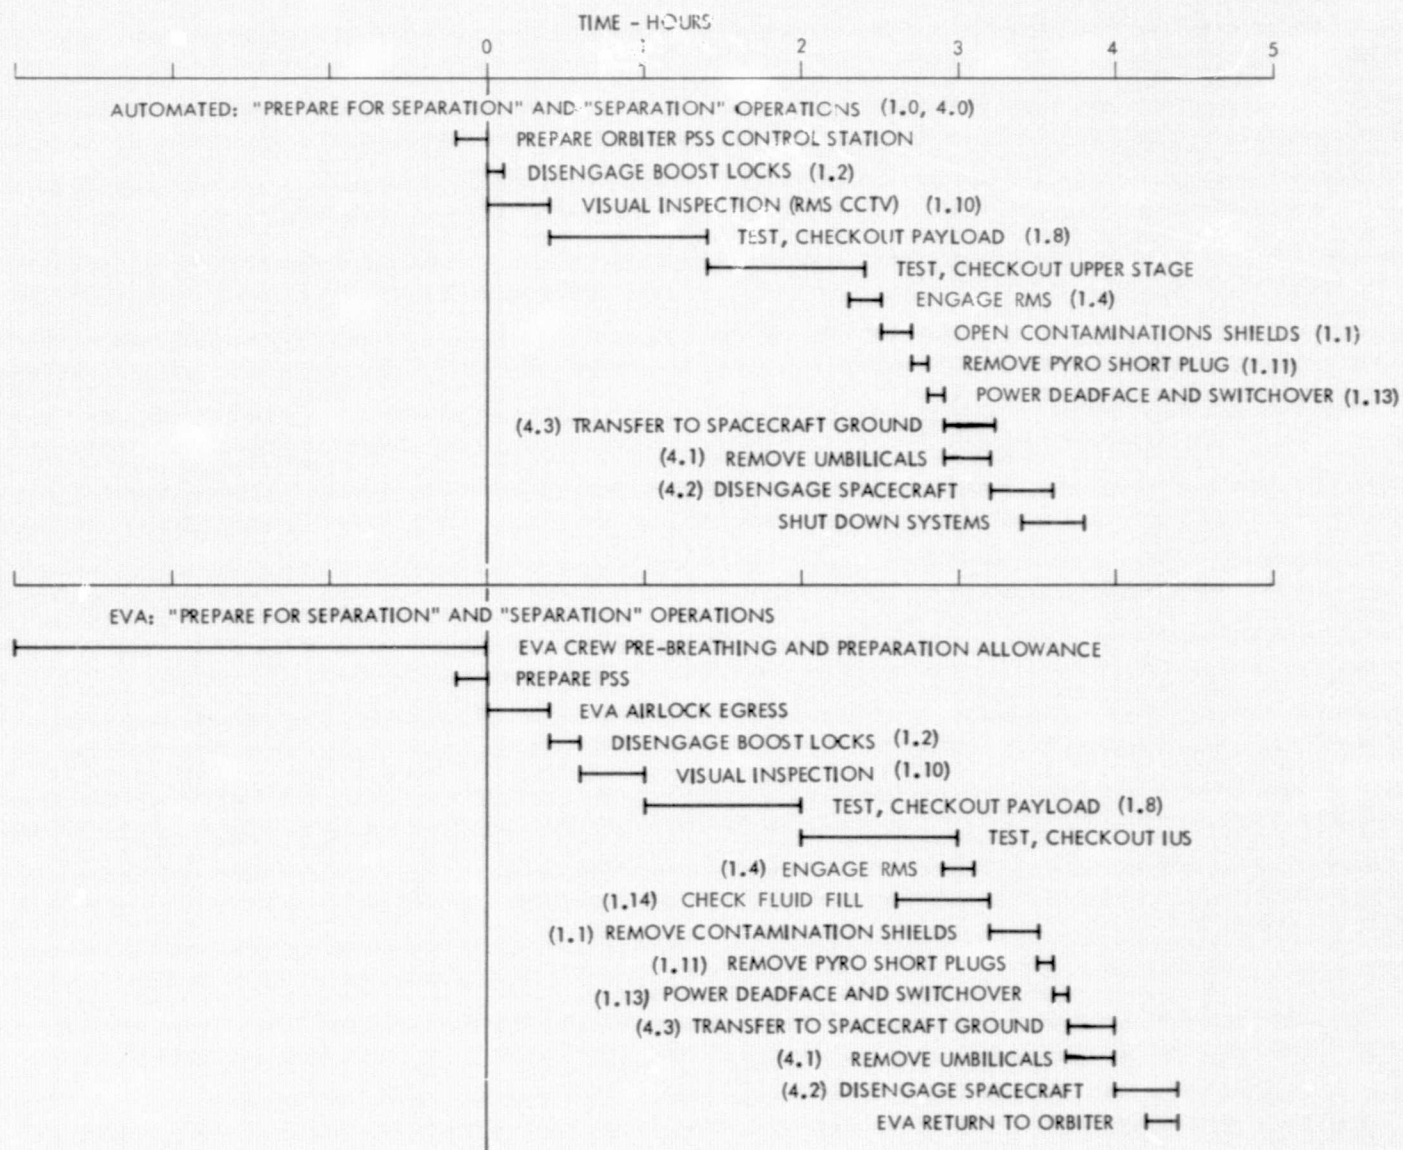 TIME - HOURS
0 1 2 3 4 5
AUTOMATED: "PREPARE FOR SEPARATION" AND "SEPARATION" OPERATIONS (1.0, 4.0)
PREPARE ORBITER PSS CONTROL STATION
DISENGAGE BOOST LOCKS (1.2)
VISUAL INSPECTION (RMS CCTV) (1.10)
TEST, CHECKOUT PAYLOAD (1.8)
TEST, CHECKOUT UPPER STAGE
ENGAGE RMS (1.4)
OPEN CONTAMINATIONS SHIELDS (1.1)
REMOVE PYRO SHORT PLUG (1.11)
POWER DEADFACE AND SWITCHOVER (1.13)
(4.3) TRANSFER TO SPACECRAFT GROUND
(4.1) REMOVE UMBILICALS
(4.2) DISENGAGE SPACECRAFT
SHUT DOWN SYSTEMS
EVA: "PREPARE FOR SEPARATION" AND "SEPARATION" OPERATIONS
EVA CREW PRE-BREATHING AND PREPARATION ALLOWANCE
PREPARE PSS
EVA AIRLOCK EGRESS
DISENGAGE BOOST LOCKS (1.2)
VISUAL INSPECTION (1.10)
TEST, CHECKOUT PAYLOAD (1.8)
TEST, CHECKOUT IUS
(1.4) ENGAGE RMS
(1.14) CHECK FLUID FILL
(1.1) REMOVE CONTAMINATION SHIELDS
(1.11) REMOVE PYRO SHORT PLUGS
(1.13) POWER DEADFACE AND SWITCHOVER
(4.3) TRANSFER TO SPACECRAFT GROUND
(4.1) REMOVE UMBILICALS
(4.2) DISENGAGE SPACECRAFT
EVA RETURN TO ORBITER